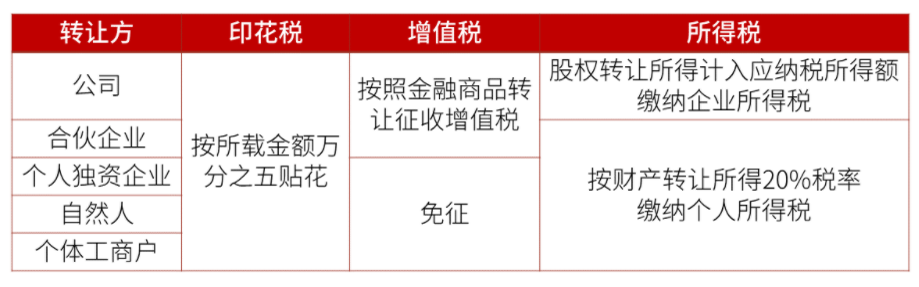 转让方 印花税 增值税 所得税
公司
合伙企业
个人独资企业
自然人
个体工商户
按所载金额万
分之五贴花
按照金融商品转
让征收增值税
免征
股权转让所得计入应纳税所得额
缴纳企业所得税
按财产转让所得20%税率
缴纳个人所得税